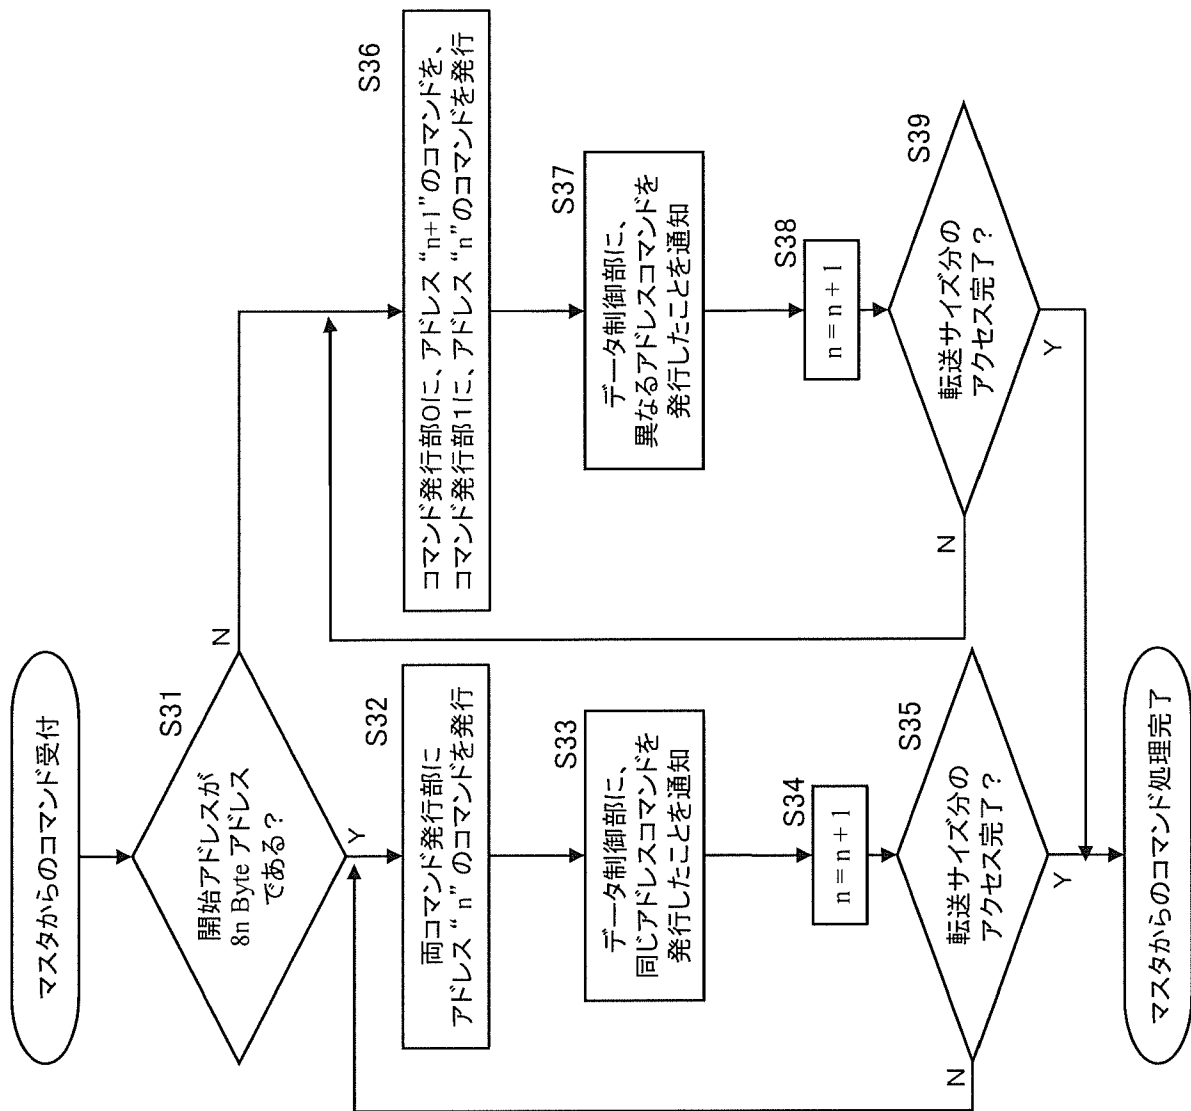 マスタからのコマンド受付
S31
開始アドレスが
8n Byte アドレス
である?
N
Y
S32
両コマンド発行部に
アドレス “n” のコマンドを発行
S33
データ制御部に、
同じアドレスコマンドを
発行したことを通知
S34
n = n + 1
S35
転送サイズ分の
アクセス完了?
N
Y
S36
コマンド発行部0に、アドレス “n+1”のコマンドを、
コマンド発行部1に、アドレス “n”のコマンドを発行
S37
データ制御部に、
異なるアドレスコマンドを
発行したことを通知
S38
n = n + 1
S39
転送サイズ分の
アクセス完了?
N
Y
マスタからのコマンド処理完了